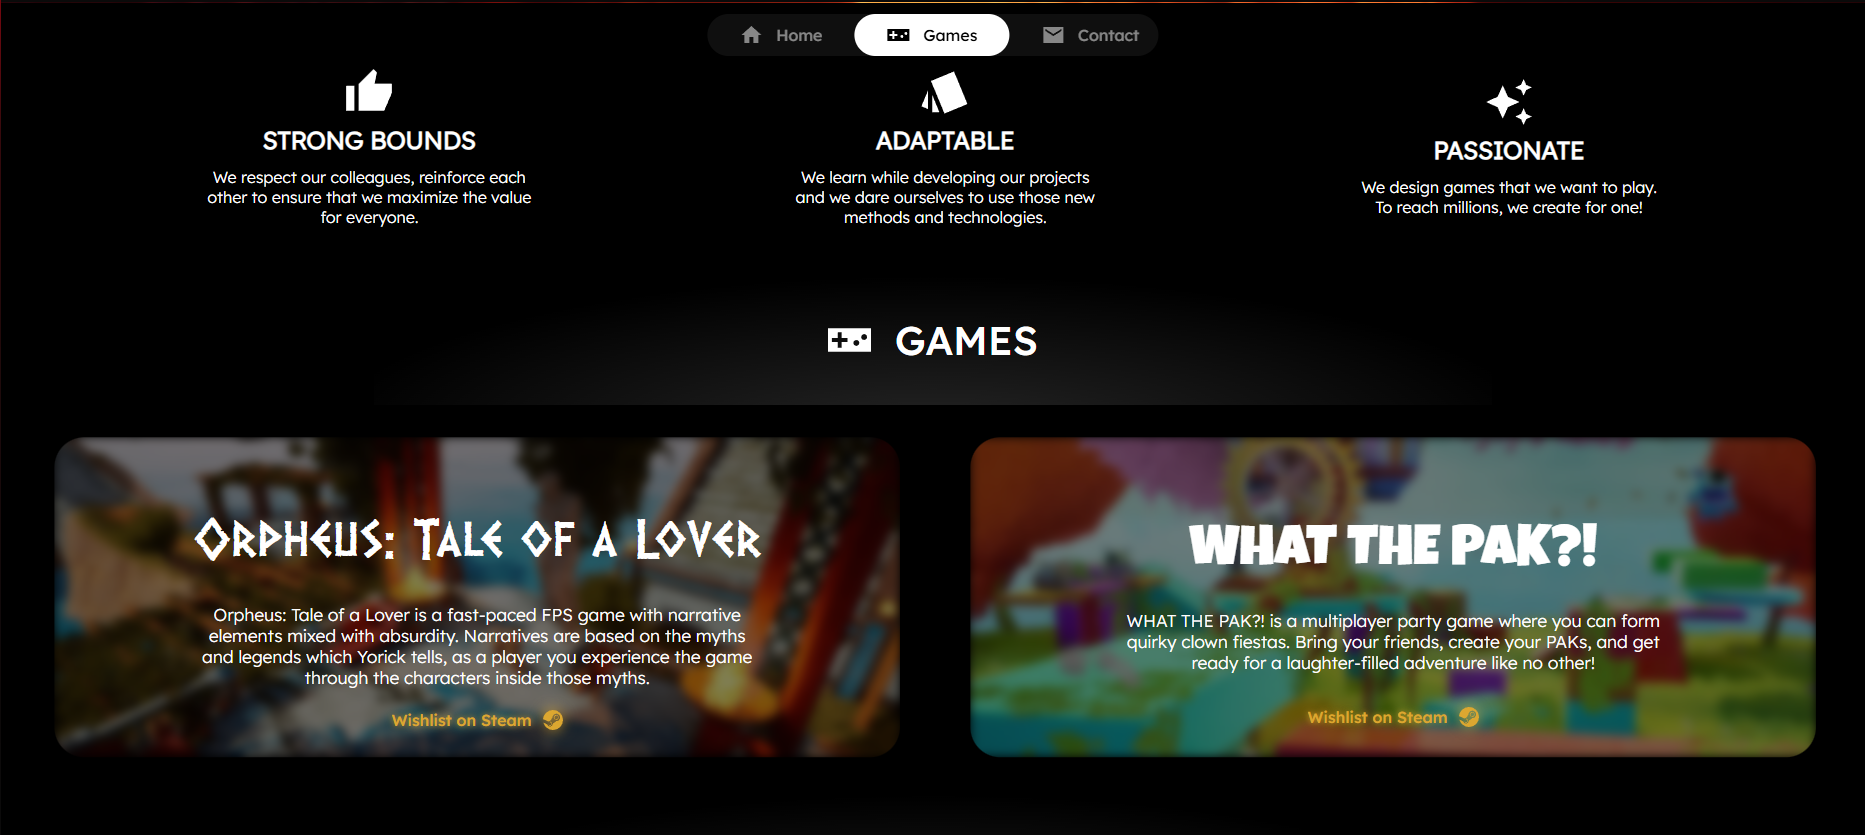 Home
Games
Contact
STRONG BOUNDS
We respect our colleagues, reinforce each
other to ensure that we maximize the value
for everyone.
ADAPTABLE
We learn while developing our projects
and we dare ourselves to use those new
methods and technologies.
PASSIONATE
We design games that we want to play.
To reach millions, we create for one!
GAMES
Orpheus: Tale of a Lover
Orpheus: Tale of a Lover is a fast-paced FPS game with narrative
elements mixed with absurdity. Narratives are based on the myths
and legends which Yorick tells, as a player you experience the game
through the characters inside those myths.
Wishlist on Steam
WHAT THE PAK?!
WHAT THE PAK?! is a multiplayer party game where you can form
quirky clown fiestas. Bring your friends, create your PAKs, and get
ready for a laughter-filled adventure like no other!
Wishlist on Steam